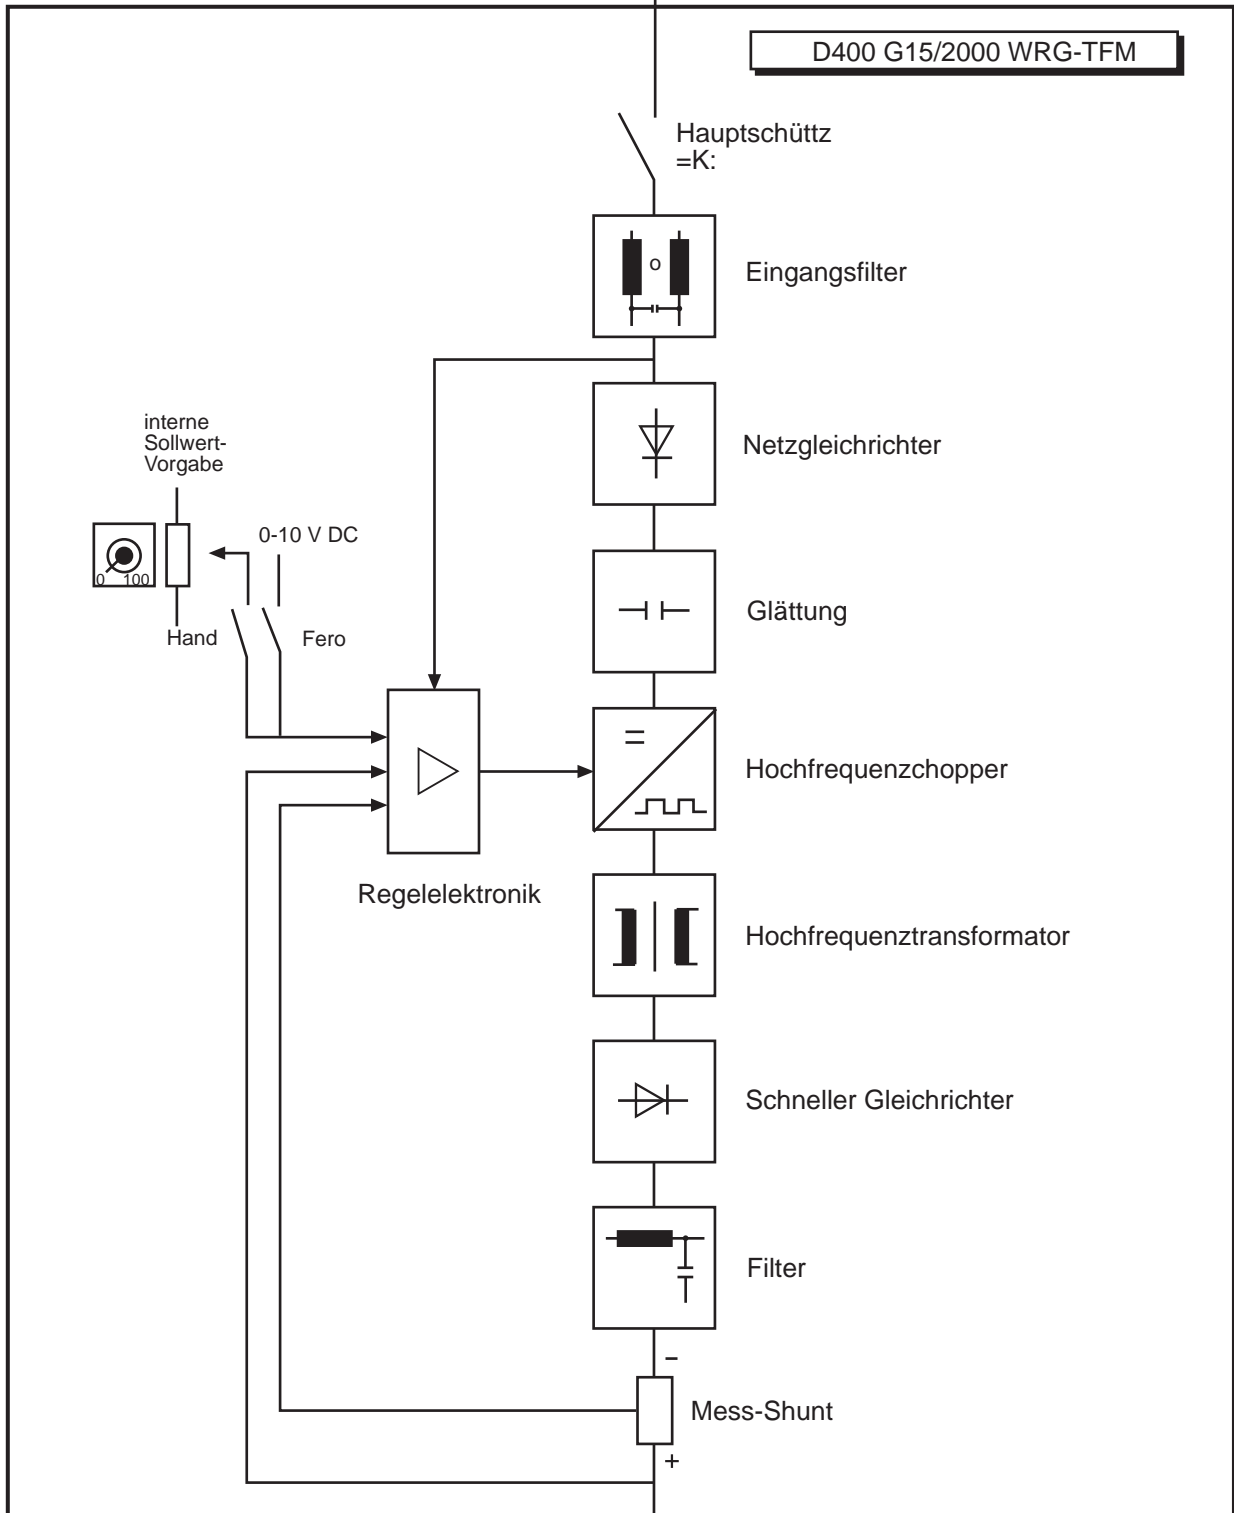 D400 G15/2000 WRG-TFM
Hauptschüttz
=K:
Eingangsfilter
Netzgleichrichter
interne
Sollwert-
Vorgabe
0-10 V DC
0 100
Hand
Fero
Glättung
Hochfrequenzchopper
Regelelektronik
Hochfrequenztransformator
Schneller Gleichrichter
Filter
-
Mess-Shunt
+